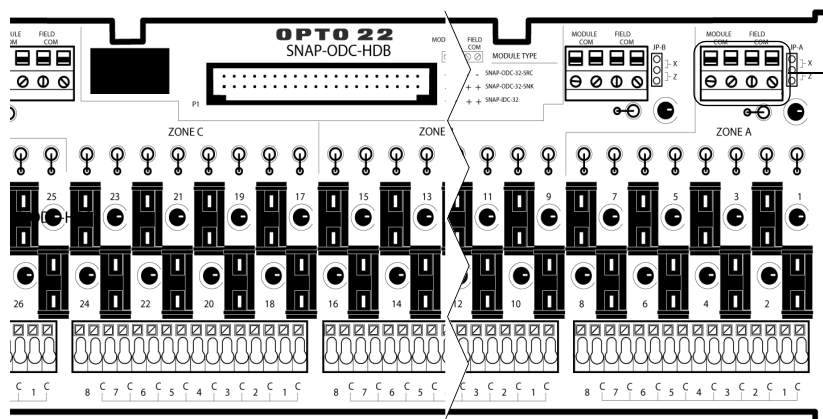 OPTO 22
SNAP-ODC-HDB
MODULE FIELD
COM COM
MODULE TYPE
SNAP-ODC-32-SRC
+ + SNAP-ODC-32-SNK
+ + SNAP-IDC-32
P1
MODULE FIELD
COM COM
JP-B
X
Z
MODULE FIELD
COM COM
JP-A
X
Z
ZONE C
ZONE
ZONE A
25 23 21 19 17 15 13 11 9 7 5 3 1
26 24 22 20 18 16 14 12 10 8 6 4 2
C 1 C
8 C 7 C 6 C 5 C 4 C 3 C 2 C 1 C
8 C 7 C 6 C 5 C
C 3 C 2 C 1 C
8 C 7 C 6 C 5 C 4 C 3 C 2 C 1 C